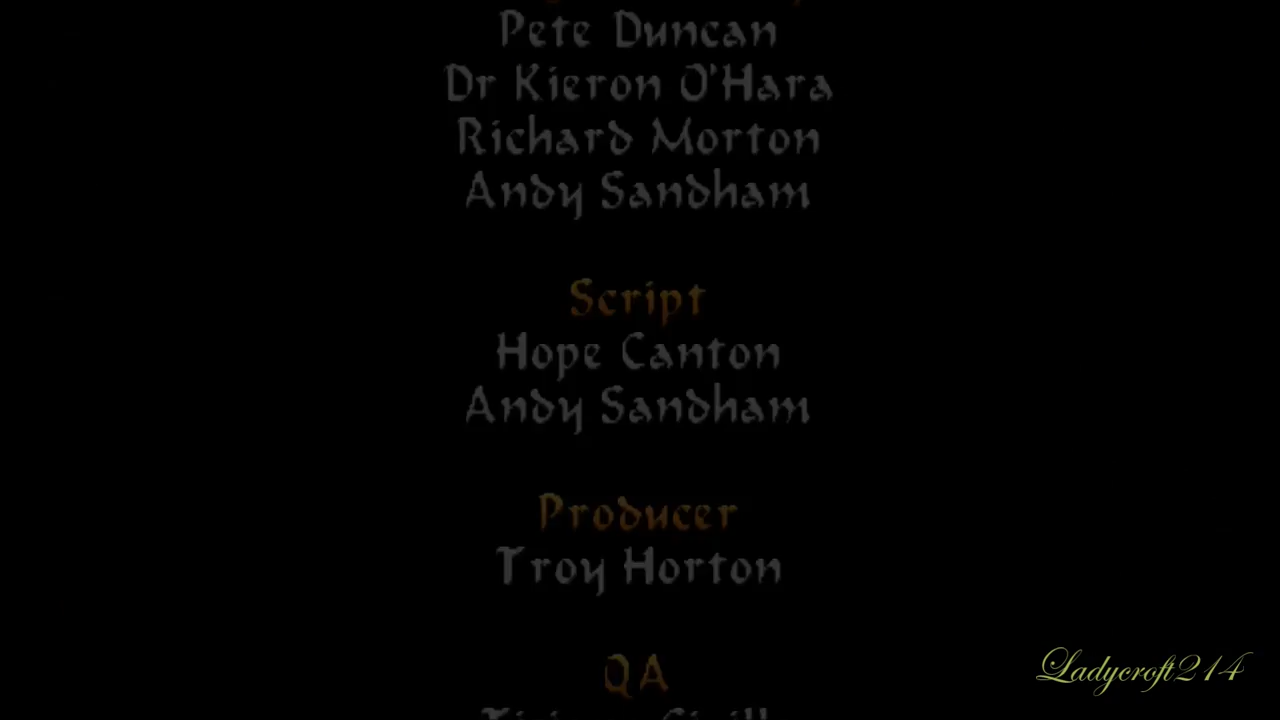 Pete Duncan
Dr Kieron O'Hara
Richard Morton
Andy Sandham
Script
Hope Canton
Andy Sandham
Producer
Troy Horton
QA
Ladycroft214